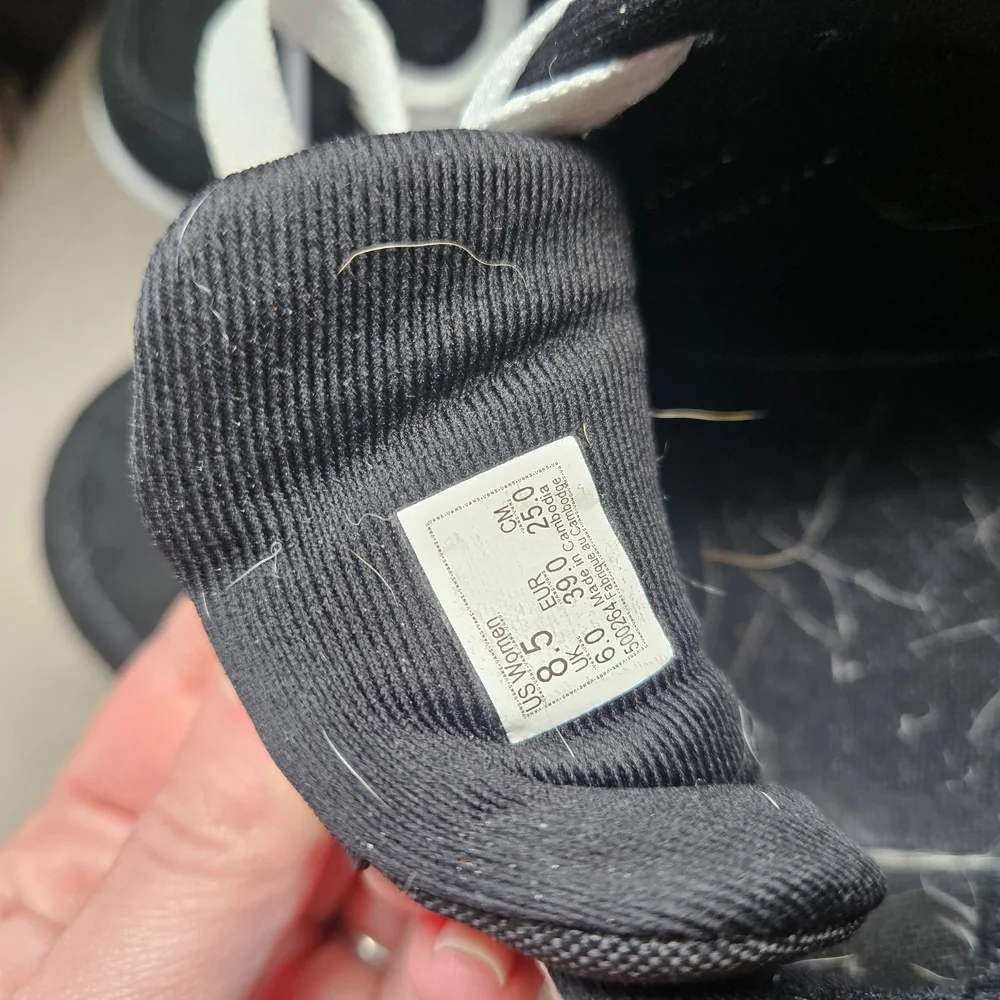 US Women
8.5
UK EUR CM
6.0 39.0 25.0
500264 Made in Cambodia
Fabriqué au Cambodge